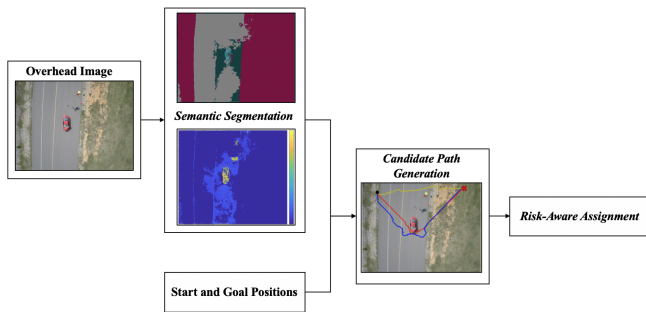 Overhead Image
Semantic Segmentation
Start and Goal Positions
Candidate Path
Generation
Risk-Aware Assignment